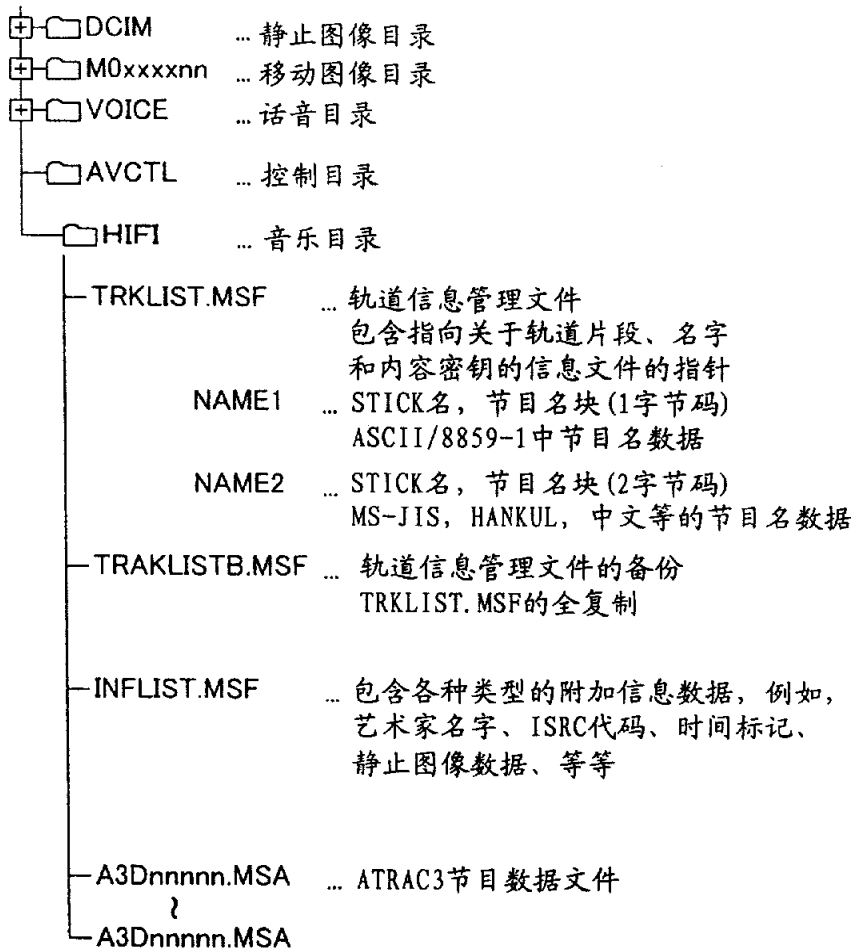 DCIM …静止图像目录
M0xxxxnn …移动图像目录
VOICE …话音目录
AVCTL …控制目录
HIFI …音乐目录
TRKLIST.MSF …轨道信息管理文件
包含指向关于轨道片段、名字
和内容密钥的信息文件的指针
NAME1 …STICK名，节目名块(1字节码)
ASCII/8859-1中节目名数据
NAME2 …STICK名，节目名块(2字节码)
MS-JIS，HANKUL，中文等的节目名数据
TRAKLISTB.MSF …轨道信息管理文件的备份
TRKLIST.MSF的全复制
INFLIST.MSF …包含各种类型的附加信息数据，例如，
艺术家名字、ISRC代码、时间标记、
静止图像数据、等等
A3Dnnnnn.MSA …ATRAC3节目数据文件
≀
A3Dnnnnn.MSA